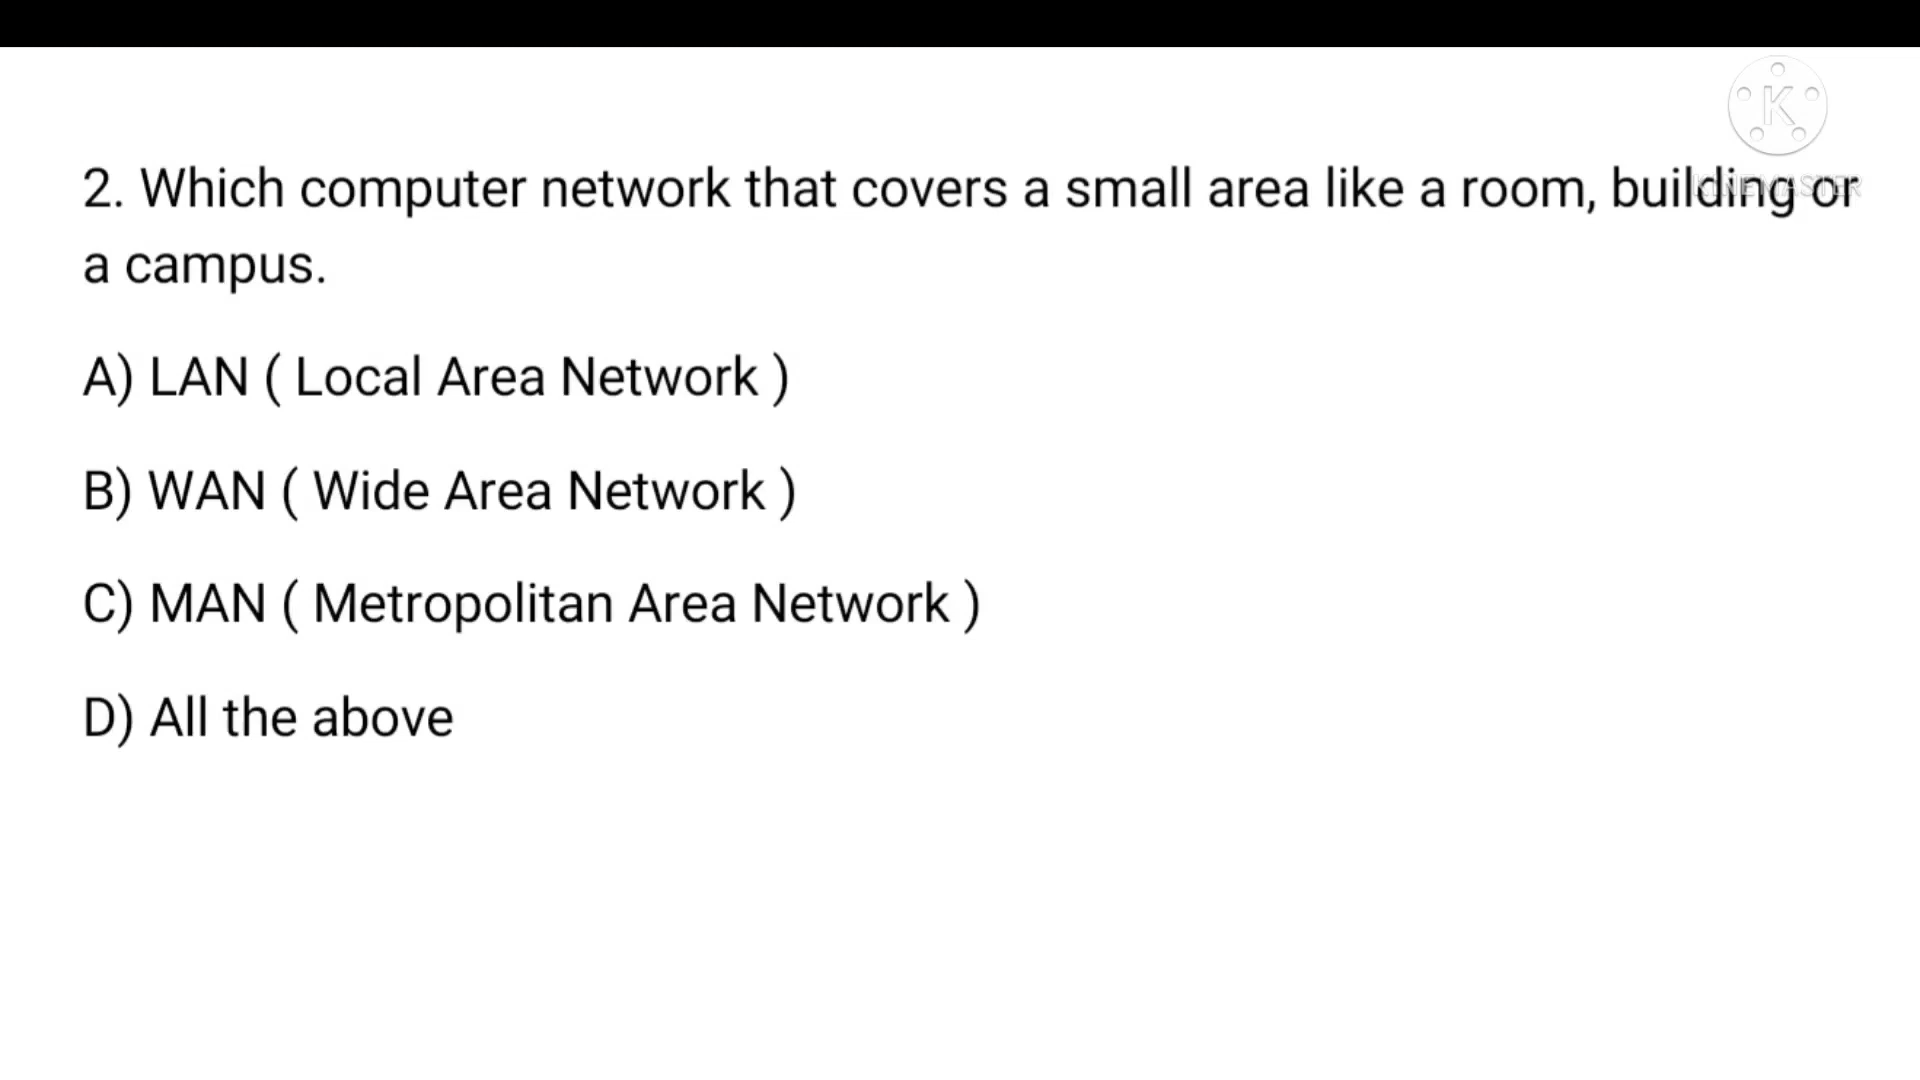 K
KINEMASTER
2. Which computer network that covers a small area like a room, building or
a campus.
A) LAN ( Local Area Network )
B) WAN ( Wide Area Network )
C) MAN ( Metropolitan Area Network )
D) All the above